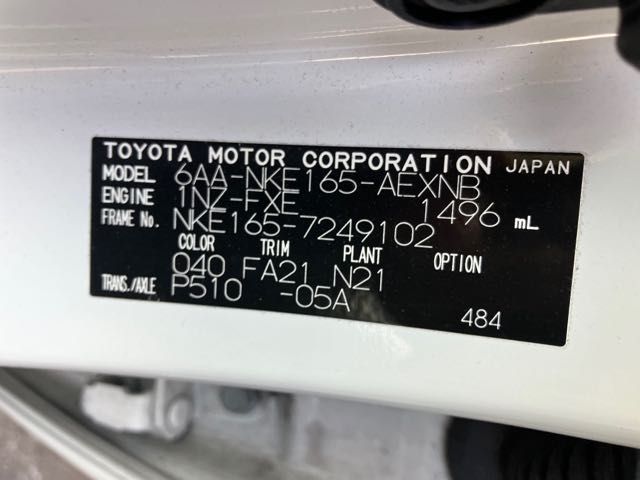 TOYOTA MOTOR CORPORATION JAPAN
MODEL 6AA-NKE165-AEXNB
ENGINE 1NZ-FXE 1496 mL
FRAME No. NKE165-7249102
COLOR TRIM PLANT OPTION
040 FA21 N21
TRANS./AXLE P510 -05A
484